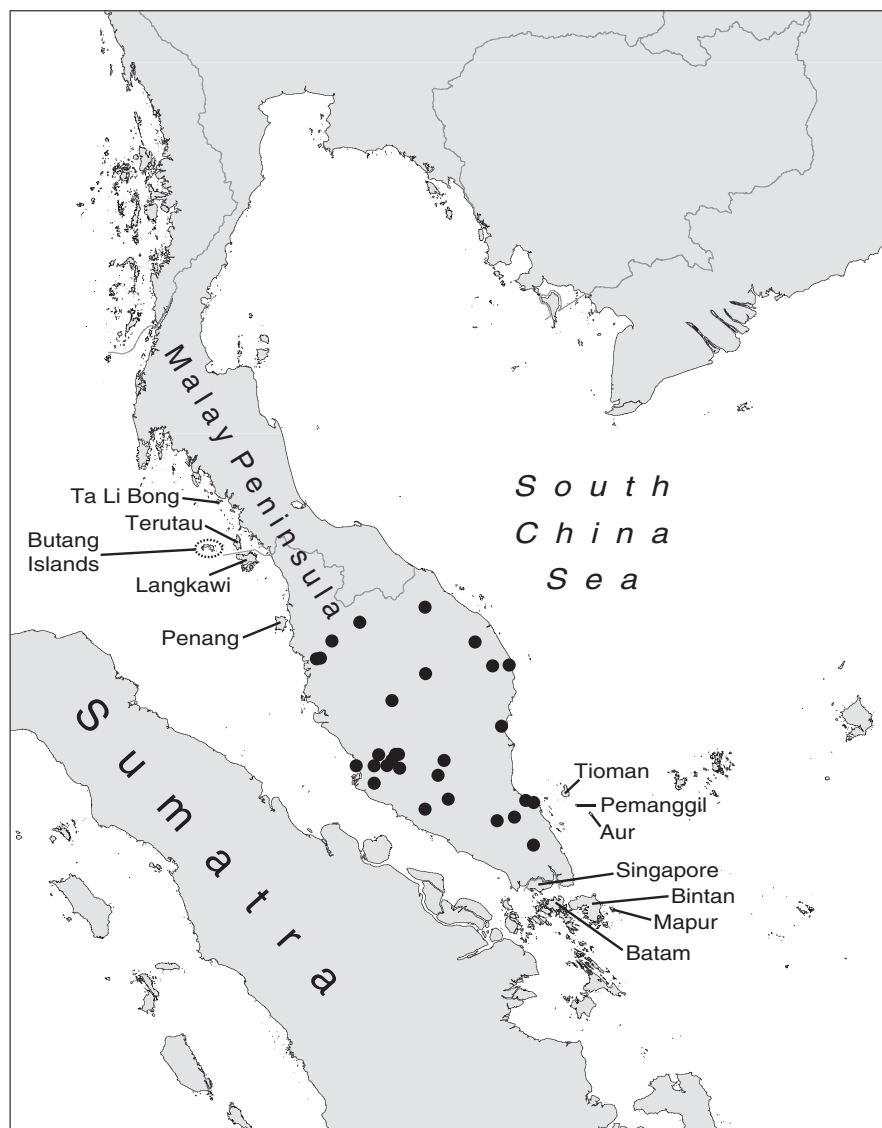 Malay Peninsula
South
China
Sea
Ta Li Bong
Terutau
Butang
Islands
Langkawi
Penang
Sumatra
Tioman
Pemanggil
Aur
Singapore
Bintan
Mapur
Batam